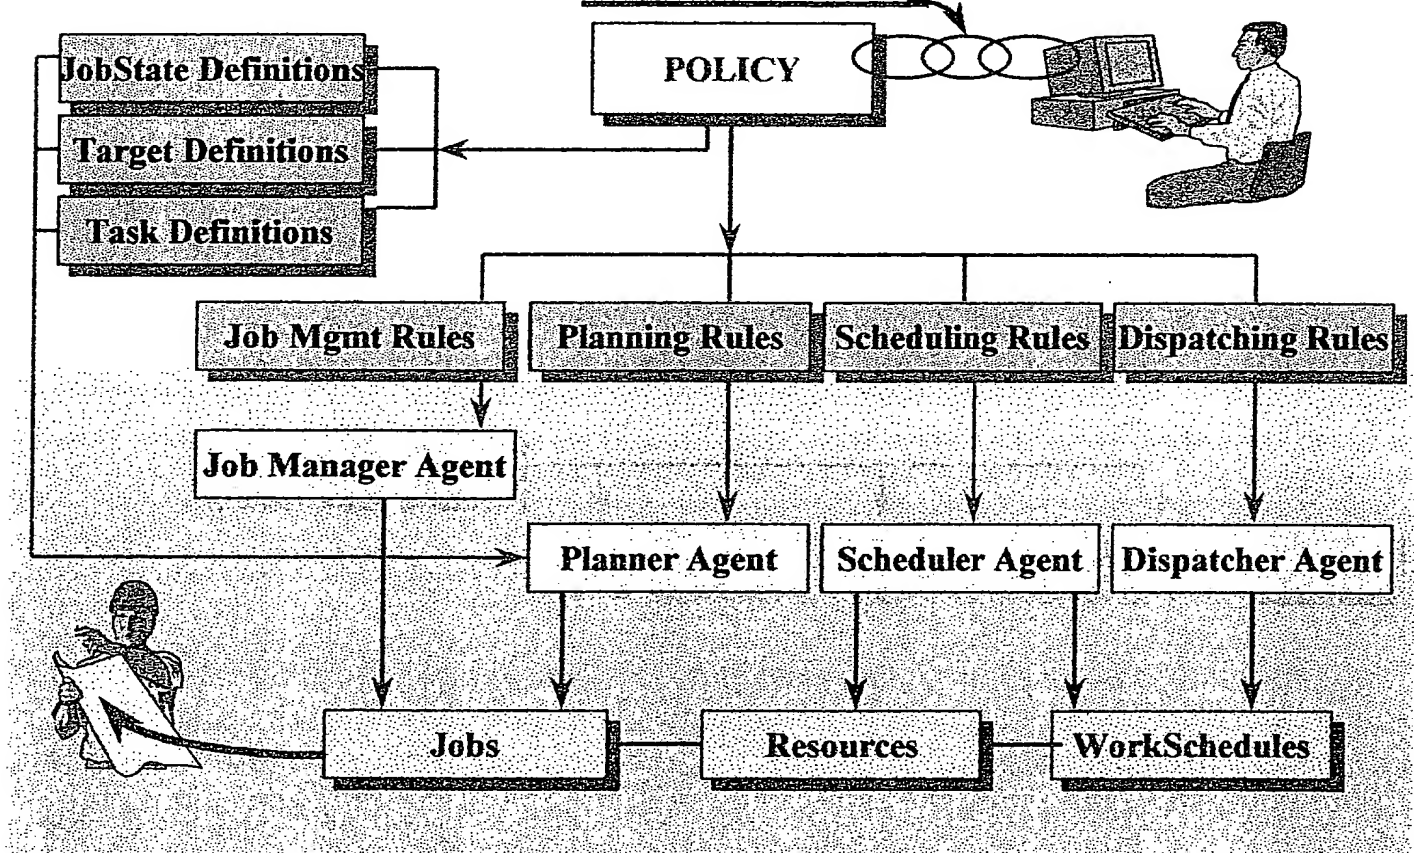 POLICY
JobState Definitions
Target Definitions
Task Definitions
Job Mgmt Rules
Planning Rules
Scheduling Rules
Dispatching Rules
Job Manager Agent
Planner Agent
Scheduler Agent
Dispatcher Agent
Jobs
Resources
WorkSchedules